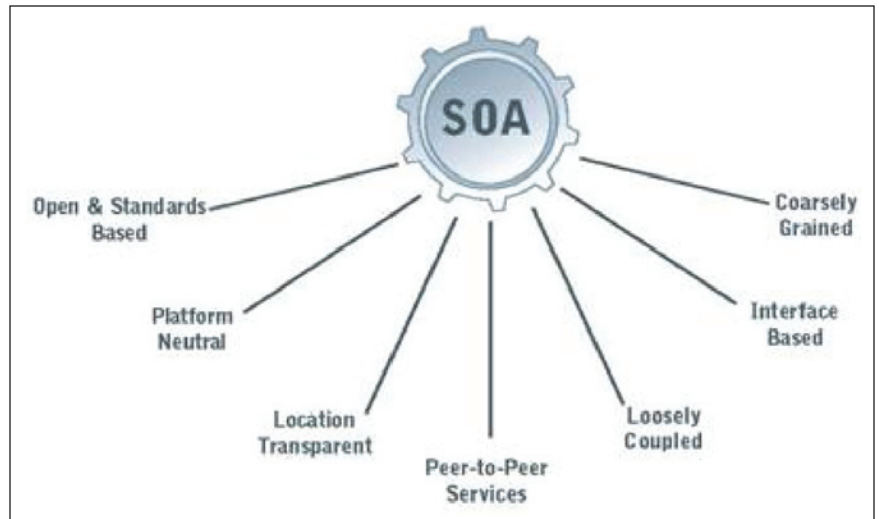 SOA
Open & Standards
Based
Platform
Neutral
Location
Transparent
Peer-to-Peer
Services
Loosely
Coupled
Interface
Based
Coarsely
Grained